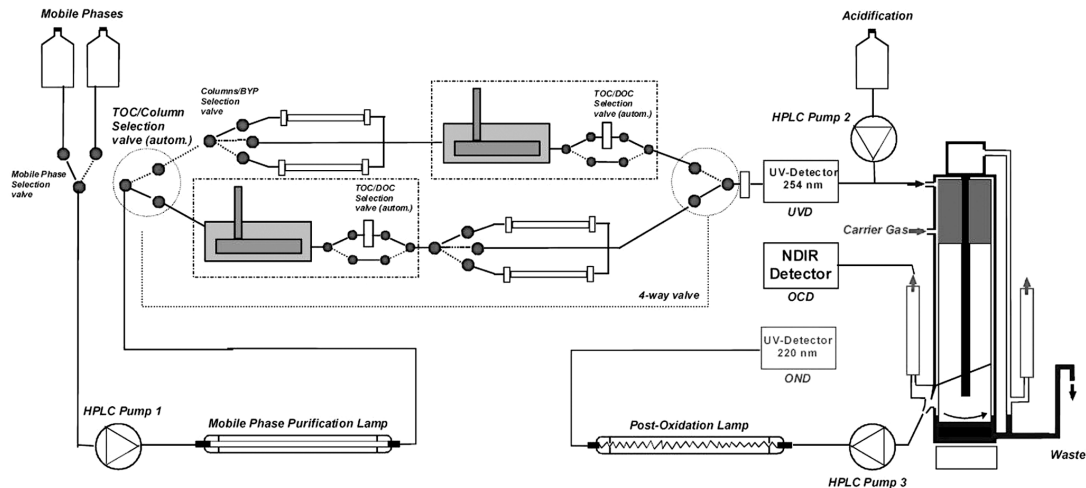 Mobile Phases
Acidification
Columns/BYP
Selection
valve
TOC/DOC
Selection
valve (autom.)
TOC/Column
Selection
valve (autom.)
HPLC Pump 2
Mobile Phase
Selection
valve
UV-Detector
254 nm
UVD
TOC/DOC
Selection
valve (autom.)
Carrier Gas
NDIR
Detector
OCD
4-way valve
UV-Detector
220 nm
OND
HPLC Pump 1
Mobile Phase Purification Lamp
Post-Oxidation Lamp
HPLC Pump 3
Waste